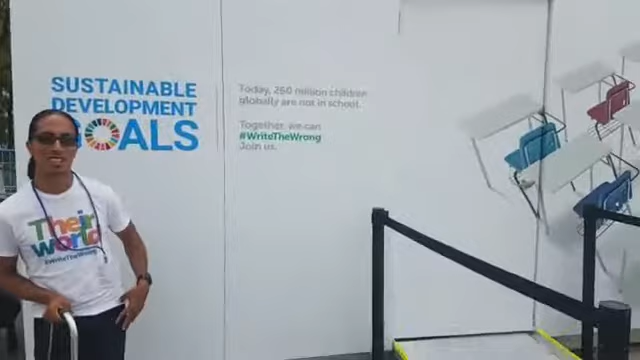 SUSTAINABLE
DEVELOPMENT
GOALS
Today, 260 million children
globally are not in school.
Together, we can
#WriteTheWrong
Join us.
Their
world
#WriteTheWrong